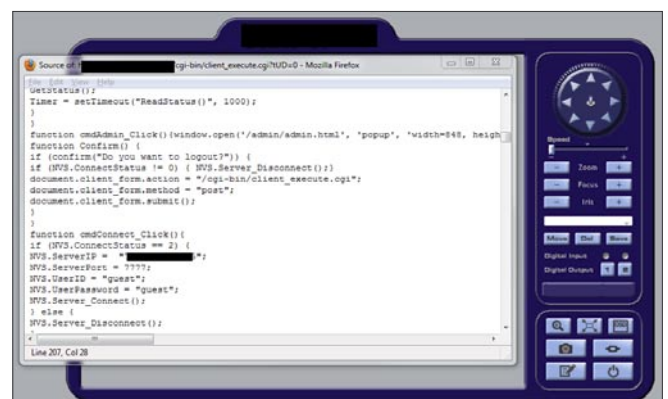 Source of: h /cgi-bin/client_execute.cgi?tUD=0 - Mozilla Firefox
File Edit View Help
GetStatus();
Timer = setTimeout("ReadStatus()", 1000);
}
}
function cmdAdmin_Click(){window.open('/admin/admin.html', 'popup', 'width=848, heigh
function Confirm() {
if (confirm("Do you want to logout?")) {
if (NVS.ConnectStatus != 0) { NVS.Server_Disconnect();}
document.client_form.action = "/cgi-bin/client_execute.cgi";
document.client_form.method = "post";
document.client_form.submit();
}
}
function cmdConnect_Click(){
if (NVS.ConnectStatus == 2) {
NVS.ServerIP = " ";
NVS.ServerPort = 7777;
NVS.UserID = "guest";
NVS.UserPassword = "guest";
NVS.Server_Connect();
} else {
NVS.Server_Disconnect();
Line 207, Col 28
Speed - +
- Zoom +
- Focus +
- Iris +
Move Del Save
Digital Input
Digital Output